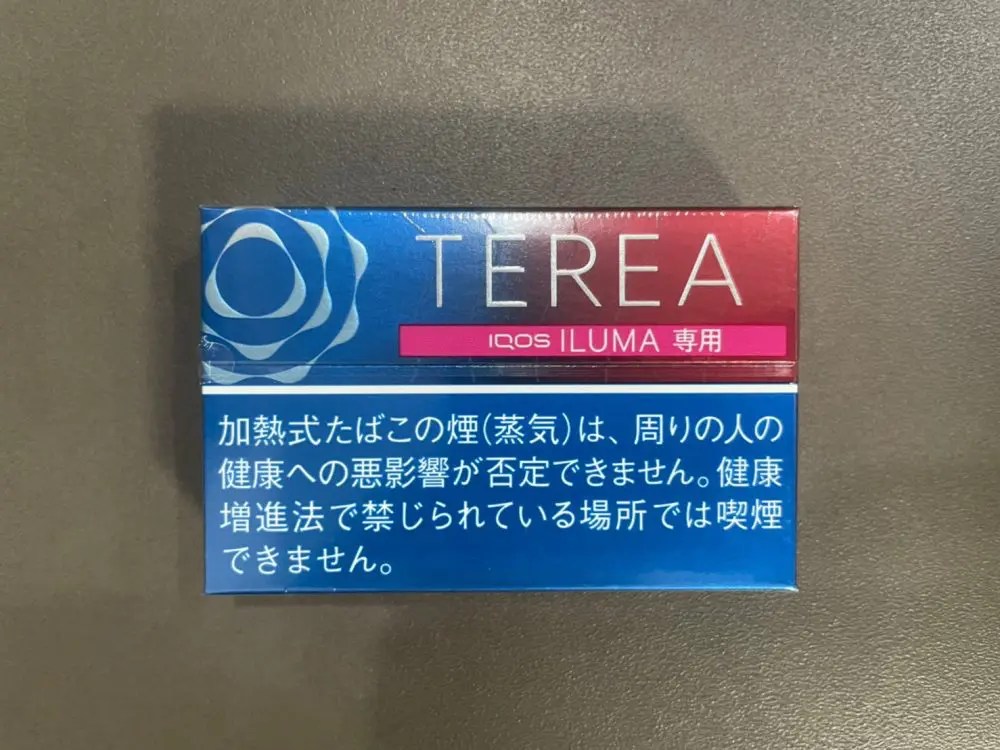 TEREA
IQOS ILUMA 専用
加熱式たばこの煙(蒸気)は、周りの人の
健康への悪影響が否定できません。健康
増進法で禁じられている場所では喫煙
できません。